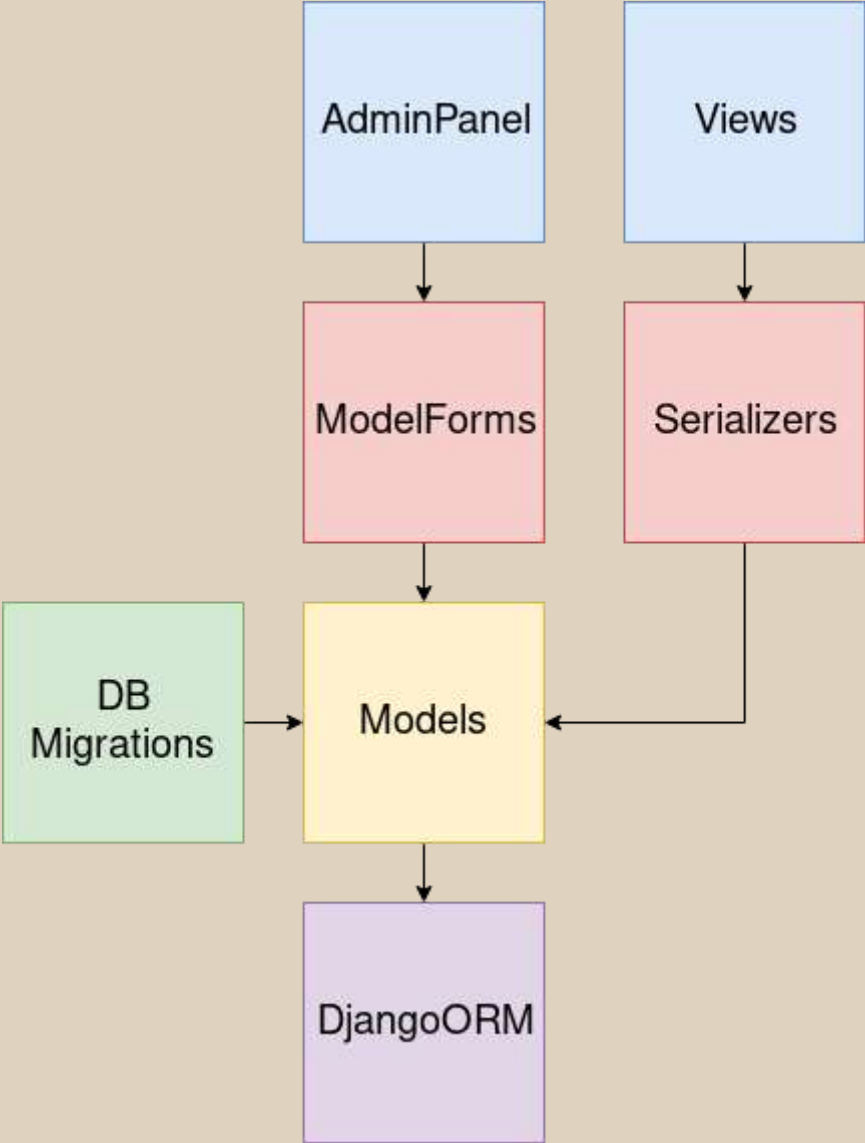 AdminPanel
Views
ModelForms
Serializers
DB
Migrations
Models
DjangoORM